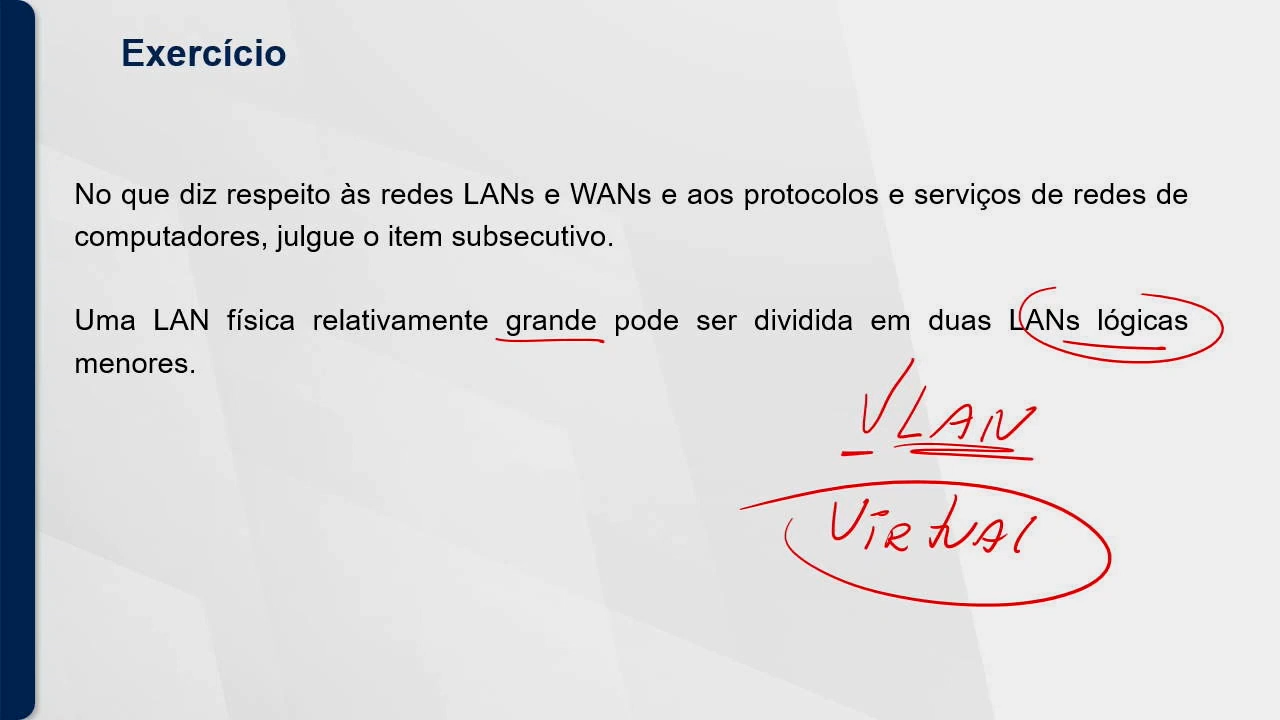 Exercício
No que diz respeito às redes LANs e WANs e aos protocolos e serviços de redes de
computadores, julgue o item subsecutivo.
Uma LAN física relativamente grande pode ser dividida em duas LANs lógicas
menores.
VLAN
VIRTUAL